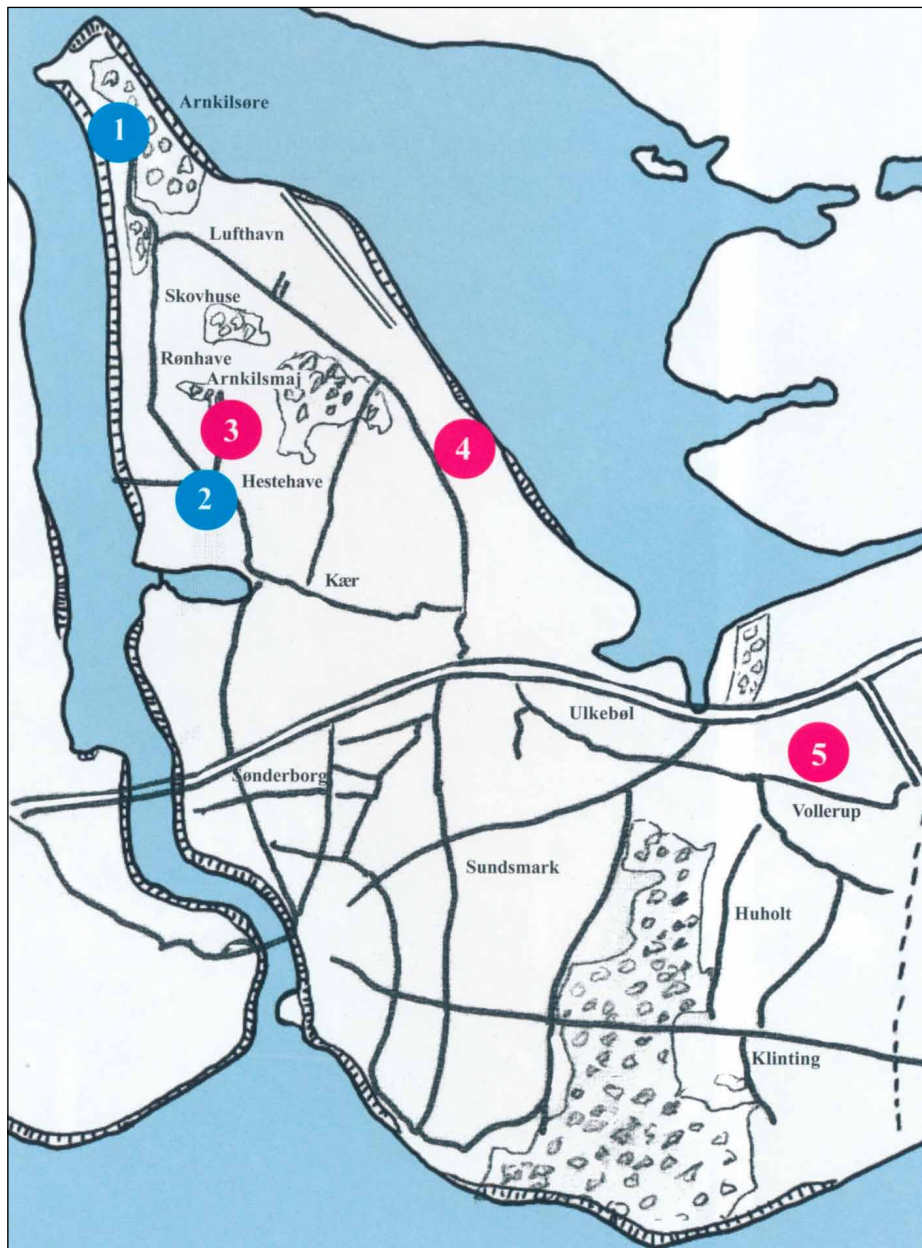 Arnkilsøre
1
Lufthavn
Skovhuse
Rønhave
Arnkilsmaj
3
4
Hestehave
2
Kær
Ulkebøl
5
Sønderborg
Vollerup
Sundsmark
Huholt
Klinting